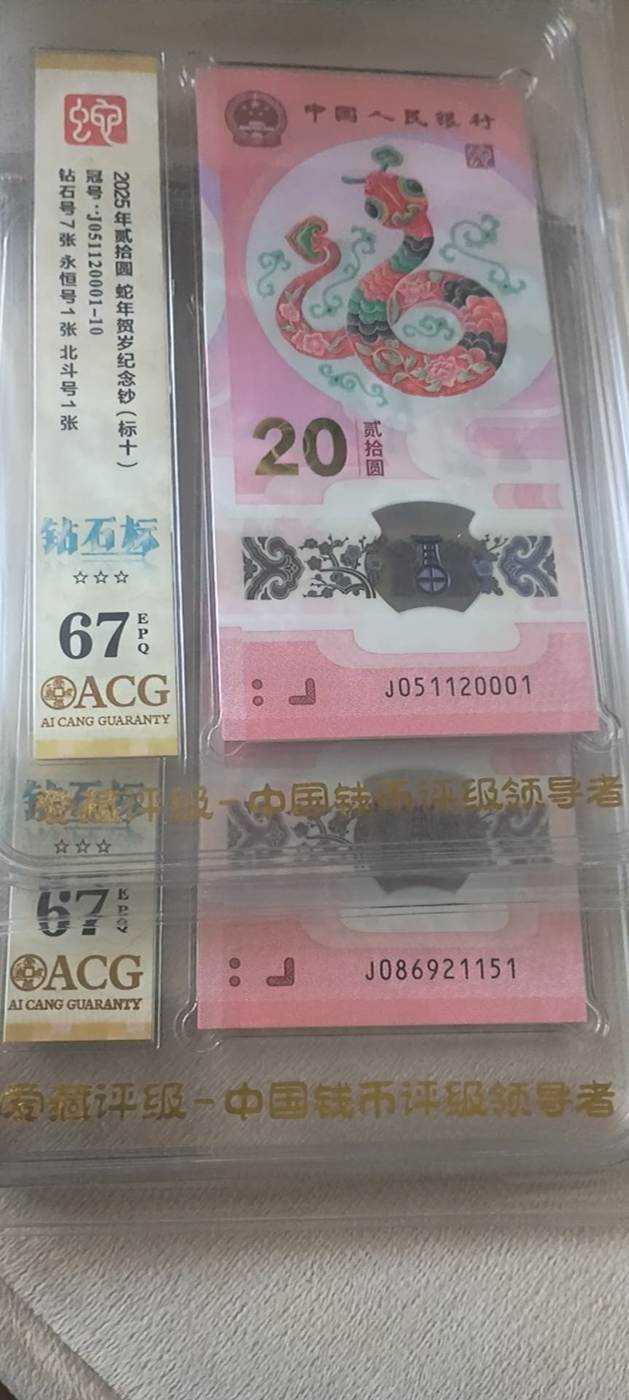 蛇
2025年贰拾圆 蛇年贺岁纪念钞(标十)
冠号:J051120001-10
钻石号7张 永恒号1张 北斗号1张
钻石标
☆☆☆
67 EPQ
ACG
AI CANG GUARANTY
中国人民银行
20 贰拾圆
J051120001
爱藏评级-中国钱币评级领导者
钻石标
☆☆☆
67 EPQ
ACG
AI CANG GUARANTY
J086921151
爱藏评级-中国钱币评级领导者